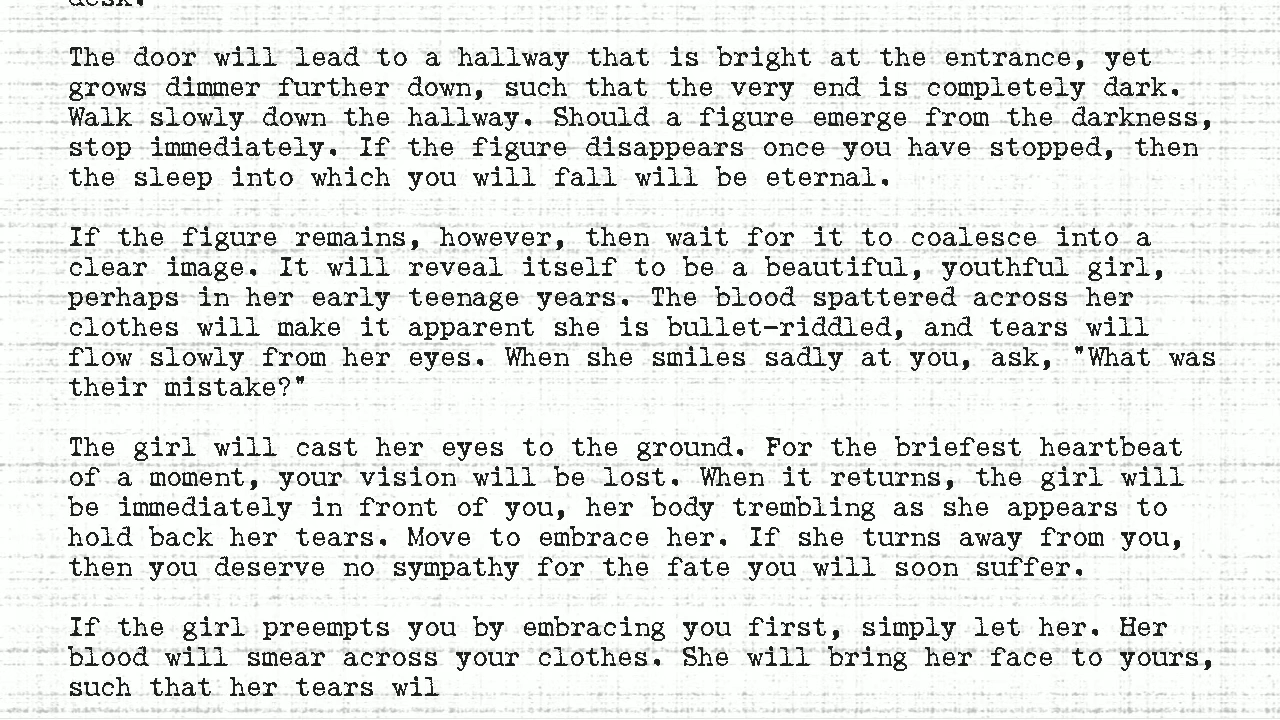 desk.
The door will lead to a hallway that is bright at the entrance, yet
grows dimmer further down, such that the very end is completely dark.
Walk slowly down the hallway. Should a figure emerge from the darkness,
stop immediately. If the figure disappears once you have stopped, then
the sleep into which you will fall will be eternal.
If the figure remains, however, then wait for it to coalesce into a
clear image. It will reveal itself to be a beautiful, youthful girl,
perhaps in her early teenage years. The blood spattered across her
clothes will make it apparent she is bullet-riddled, and tears will
flow slowly from her eyes. When she smiles sadly at you, ask, "What was
their mistake?"
The girl will cast her eyes to the ground. For the briefest heartbeat
of a moment, your vision will be lost. When it returns, the girl will
be immediately in front of you, her body trembling as she appears to
hold back her tears. Move to embrace her. If she turns away from you,
then you deserve no sympathy for the fate you will soon suffer.
If the girl preempts you by embracing you first, simply let her. Her
blood will smear across your clothes. She will bring her face to yours,
such that her tears wil